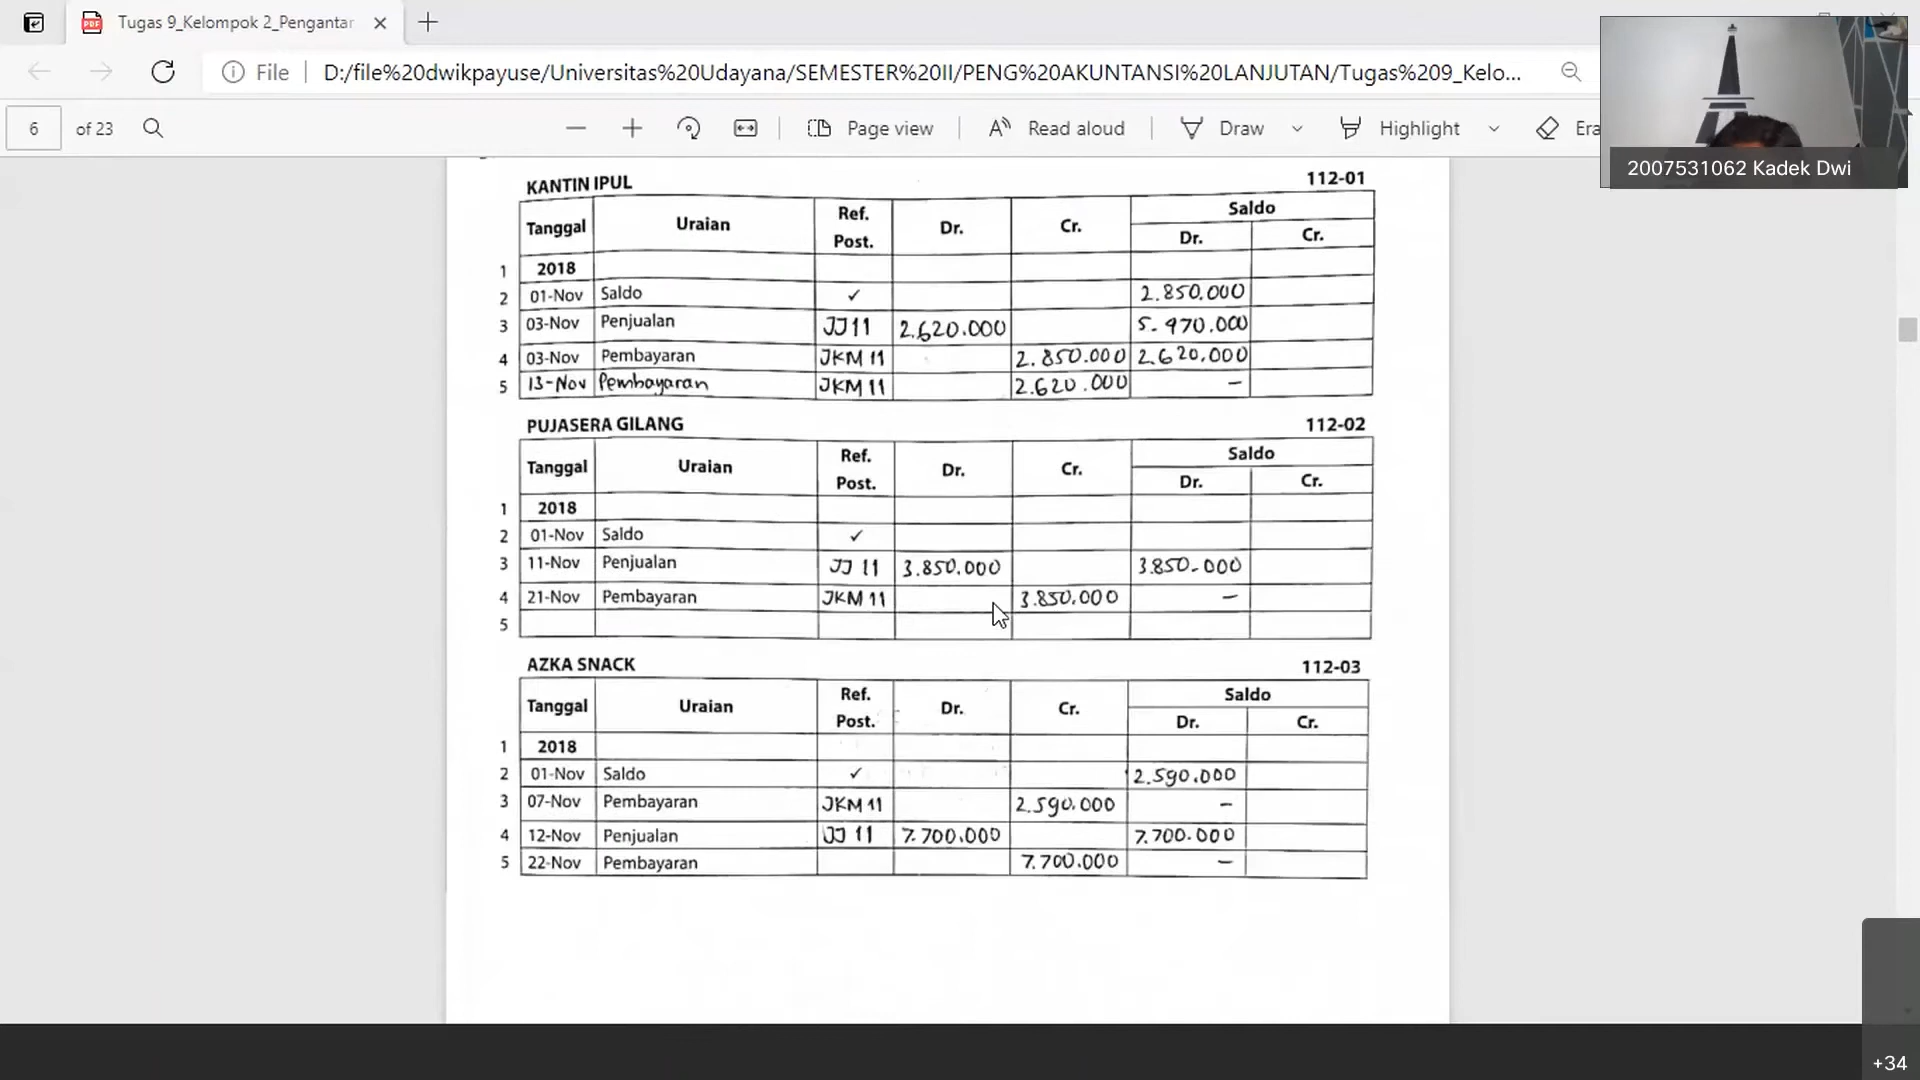 Tugas 9_Kelompok 2_Pengantar
File D:/file%20dwikpayuse/Universitas%20Udayana/SEMESTER%20II/PENG%20AKUNTANSI%20LANJUTAN/Tugas%209_Kelo...
6 of 23 Page view Read aloud Draw Highlight Era
2007531062 Kadek Dwi
KANTIN IPUL 112-01
Tanggal Uraian Ref. Post. Dr. Cr. Saldo
Dr. Cr.
1 2018
2 01-Nov Saldo ✓ 2.850.000
3 03-Nov Penjualan JJ11 2.620.000 5.970.000
4 03-Nov Pembayaran JKM 11 2.850.000 2.620.000
5 13-Nov Pembayaran JKM 11 2.620.000 –
PUJASERA GILANG 112-02
Tanggal Uraian Ref. Post. Dr. Cr. Saldo
Dr. Cr.
1 2018
2 01-Nov Saldo ✓
3 11-Nov Penjualan JJ 11 3.850.000 3.850.000
4 21-Nov Pembayaran JKM 11 3.850.000 –
5
AZKA SNACK 112-03
Tanggal Uraian Ref. Post. Dr. Cr. Saldo
Dr. Cr.
1 2018
2 01-Nov Saldo ✓ 2.590.000
3 07-Nov Pembayaran JKM 11 2.590.000 –
4 12-Nov Penjualan JJ 11 7.700.000 7.700.000
5 22-Nov Pembayaran 7.700.000 –
+34